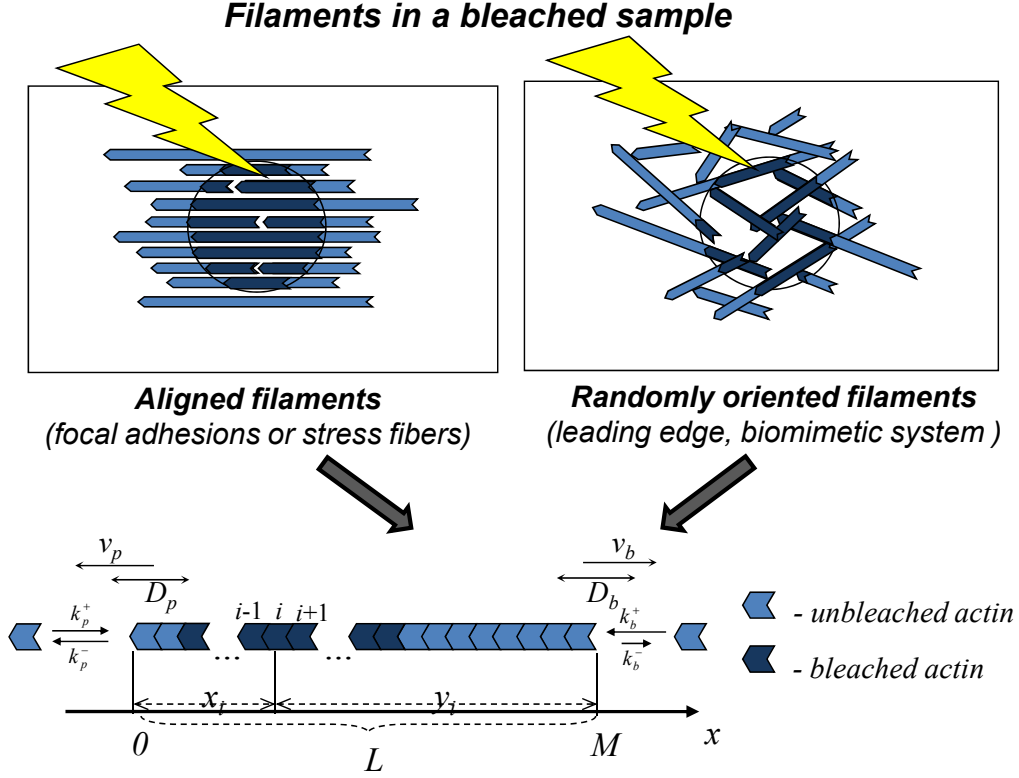 Filaments in a bleached sample
Aligned filaments
(focal adhesions or stress fibers)
Randomly oriented filaments
(leading edge, biomimetic system )
v_p
D_p
k_p^+
k_p^-
i-1 i i+1
... ...
v_b
D_b
k_b^+
k_b^-
- unbleached actin
- bleached actin
x_i
y_i
0 L M x